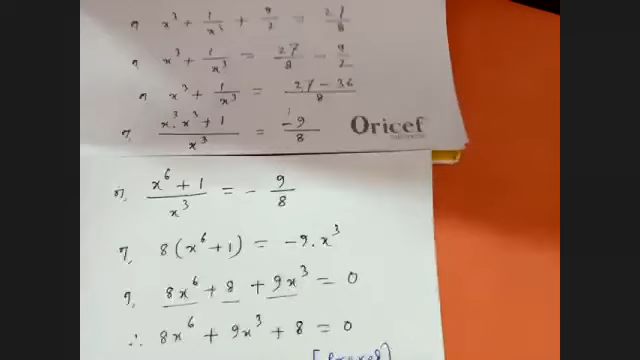 ⇒ x³ + 1/x³ + 9/2 = 27/8
⇒ x³ + 1/x³ = 27/8 - 9/2
⇒ x³ + 1/x³ = 27 - 36/8
⇒ x³. x³ + 1/x³ = -9/8
Oricef
⇒ x⁶ + 1/x³ = - 9/8
⇒ 8(x⁶ + 1) = -9. x³
⇒ 8x⁶ + 8 + 9x³ = 0
∴ 8x⁶ + 9x³ + 8 = 0
[Proved]